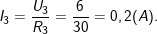 I₃ = U₃/R₃ = 6/30 = 0,2(A).